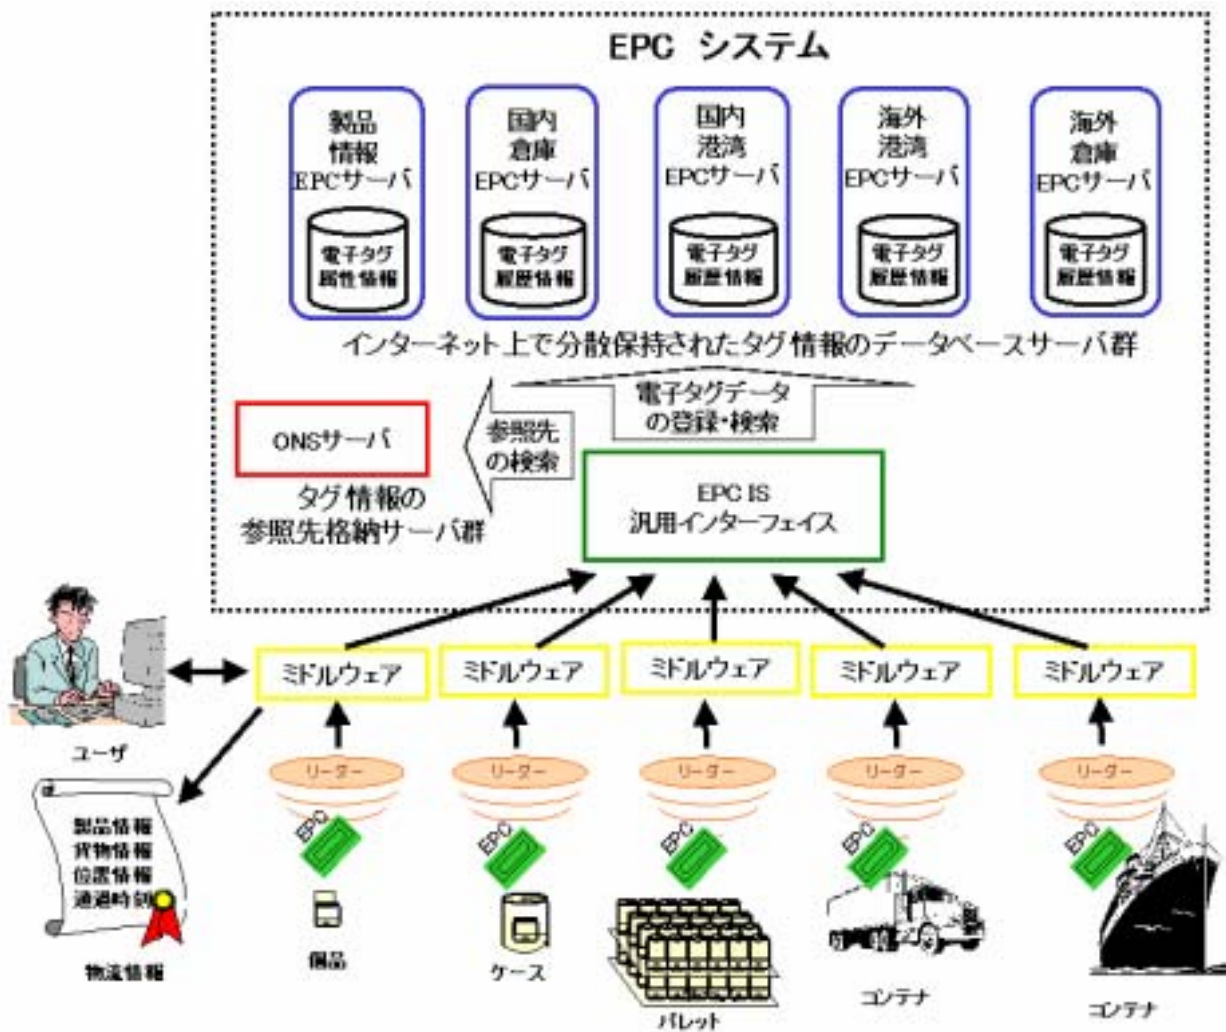 EPC システム
製品
情報
EPCサーバ
電子タグ
属性情報
国内
倉庫
EPCサーバ
電子タグ
履歴情報
国内
港湾
EPCサーバ
電子タグ
履歴情報
海外
港湾
EPCサーバ
電子タグ
履歴情報
海外
倉庫
EPCサーバ
電子タグ
履歴情報
インターネット上で分散保持されたタグ情報のデータベースサーバ群
電子タグデータ
の登録・検索
参照先
の検索
ONSサーバ
タグ情報の
参照先格納サーバ群
EPC IS
汎用インターフェイス
ミドルウェア
ミドルウェア
ミドルウェア
ミドルウェア
ミドルウェア
ユーザ
リーダー
リーダー
リーダー
リーダー
リーダー
EPC
EPC
EPC
EPC
EPC
製品情報
貨物情報
位置情報
通過時刻
物流情報
個品
ケース
パレット
コンテナ
コンテナ